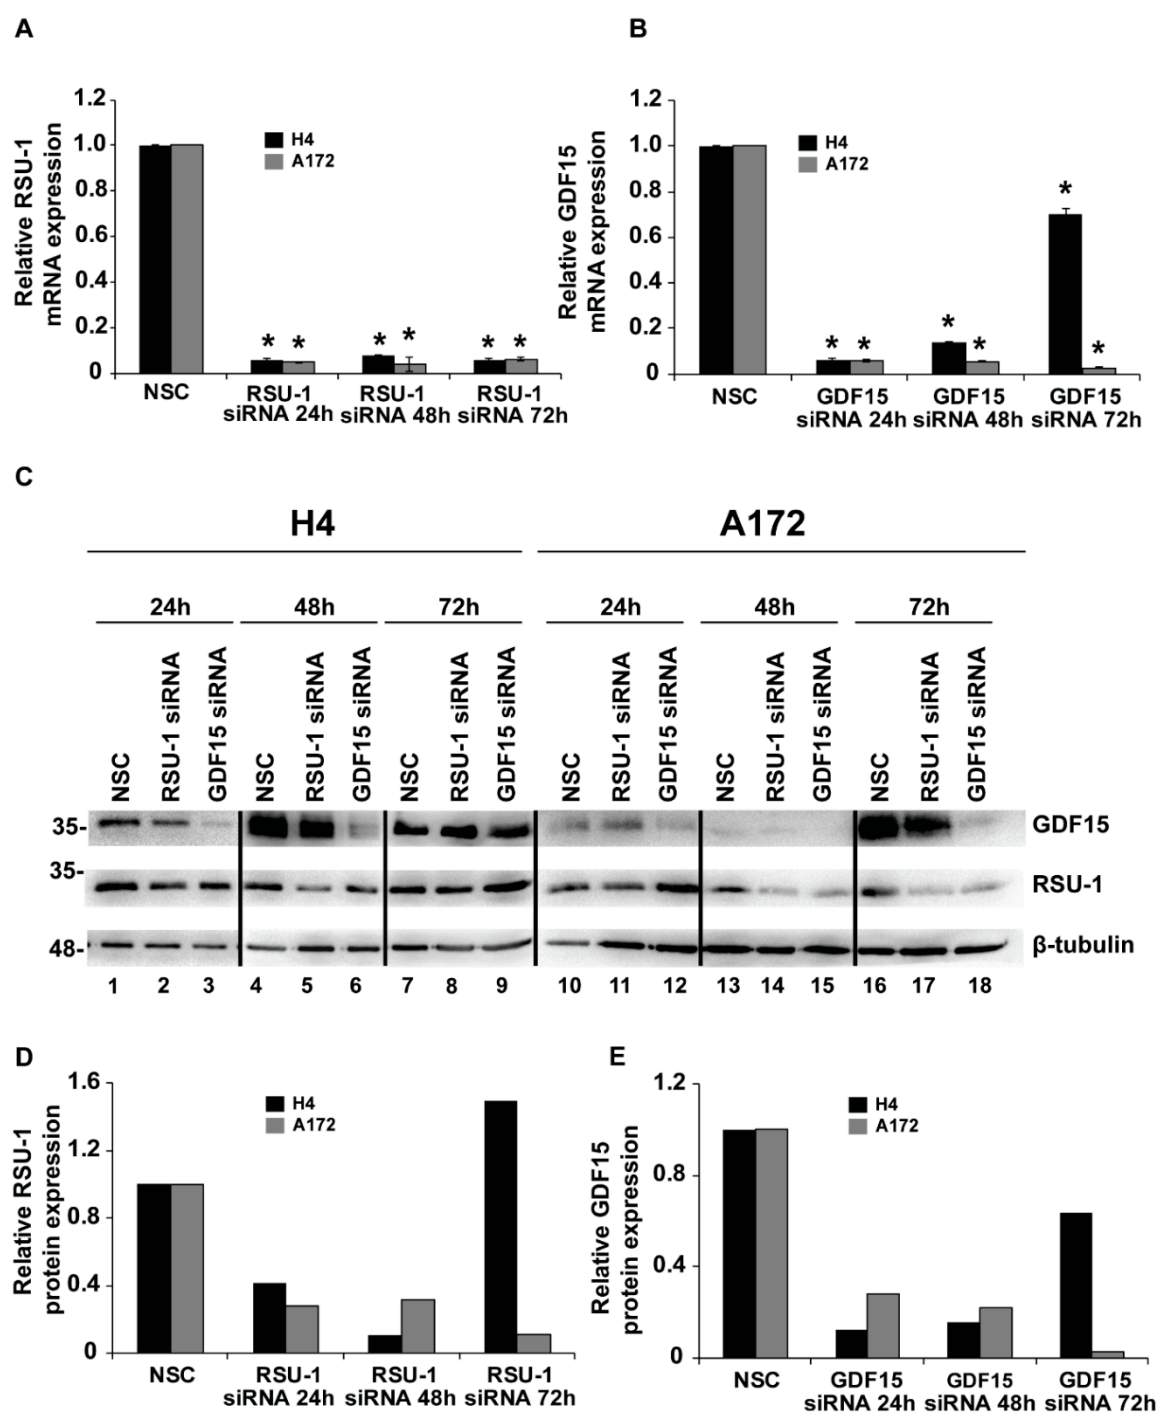 A
Relative RSU-1
mRNA expression
1.2
1.0
0.8
0.6
0.4
0.2
0
H4
A172
* * * * * *
NSC
RSU-1
siRNA 24h
RSU-1
siRNA 48h
RSU-1
siRNA 72h
B
Relative GDF15
mRNA expression
1.2
1.0
0.8
0.6
0.4
0.2
0
H4
A172
* * * * * *
NSC
GDF15
siRNA 24h
GDF15
siRNA 48h
GDF15
siRNA 72h
C
H4 A172
24h 48h 72h 24h 48h 72h
NSC
RSU-1 siRNA
GDF15 siRNA
NSC
RSU-1 siRNA
GDF15 siRNA
NSC
RSU-1 siRNA
GDF15 siRNA
NSC
RSU-1 siRNA
GDF15 siRNA
NSC
RSU-1 siRNA
GDF15 siRNA
NSC
RSU-1 siRNA
GDF15 siRNA
35- GDF15
35- RSU-1
48- β-tubulin
1 2 3 4 5 6 7 8 9 10 11 12 13 14 15 16 17 18
D
Relative RSU-1
protein expression
1.6
1.2
0.8
0.4
0
H4
A172
NSC
RSU-1
siRNA 24h
RSU-1
siRNA 48h
RSU-1
siRNA 72h
E
Relative GDF15
protein expression
1.2
0.8
0.4
0
H4
A172
NSC
GDF15
siRNA 24h
GDF15
siRNA 48h
GDF15
siRNA 72h